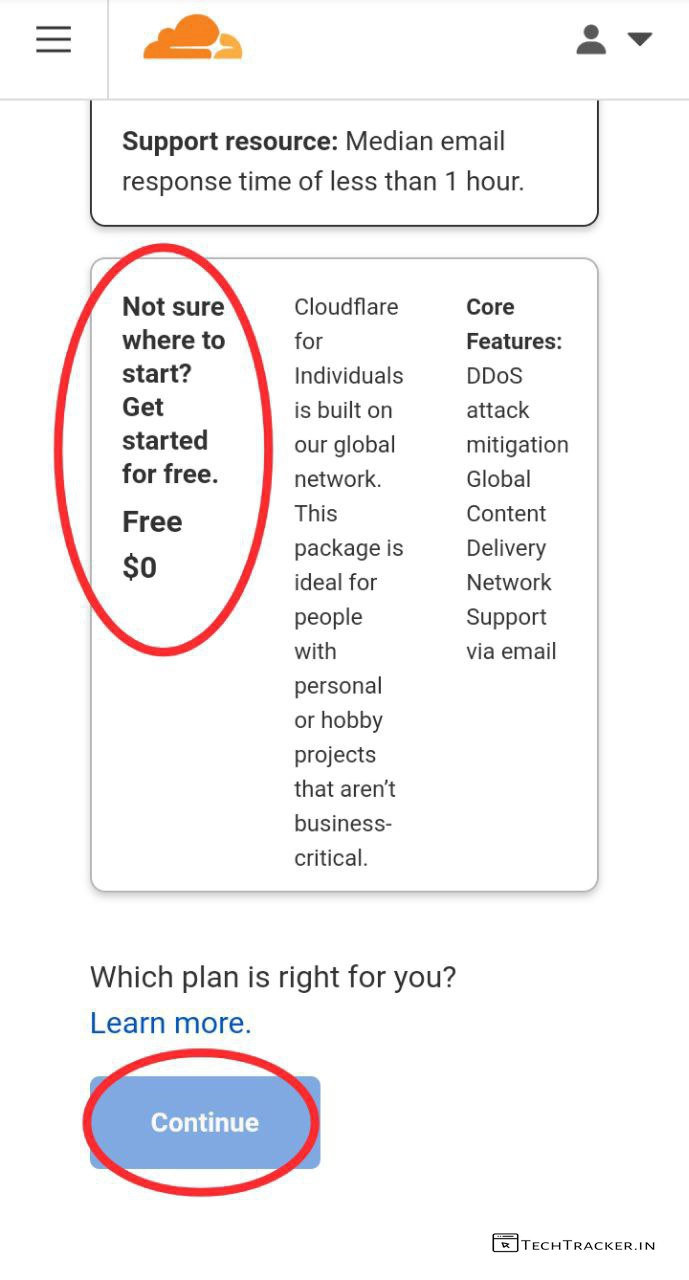 Support resource: Median email
response time of less than 1 hour.
Not sure
where to
start?
Get
started
for free.
Free
$0
Cloudflare
for
Individuals
is built on
our global
network.
This
package is
ideal for
people
with
personal
or hobby
projects
that aren’t
business-
critical.
Core
Features:
DDoS
attack
mitigation
Global
Content
Delivery
Network
Support
via email
Which plan is right for you?
Learn more.
Continue
TECHTRACKER.IN